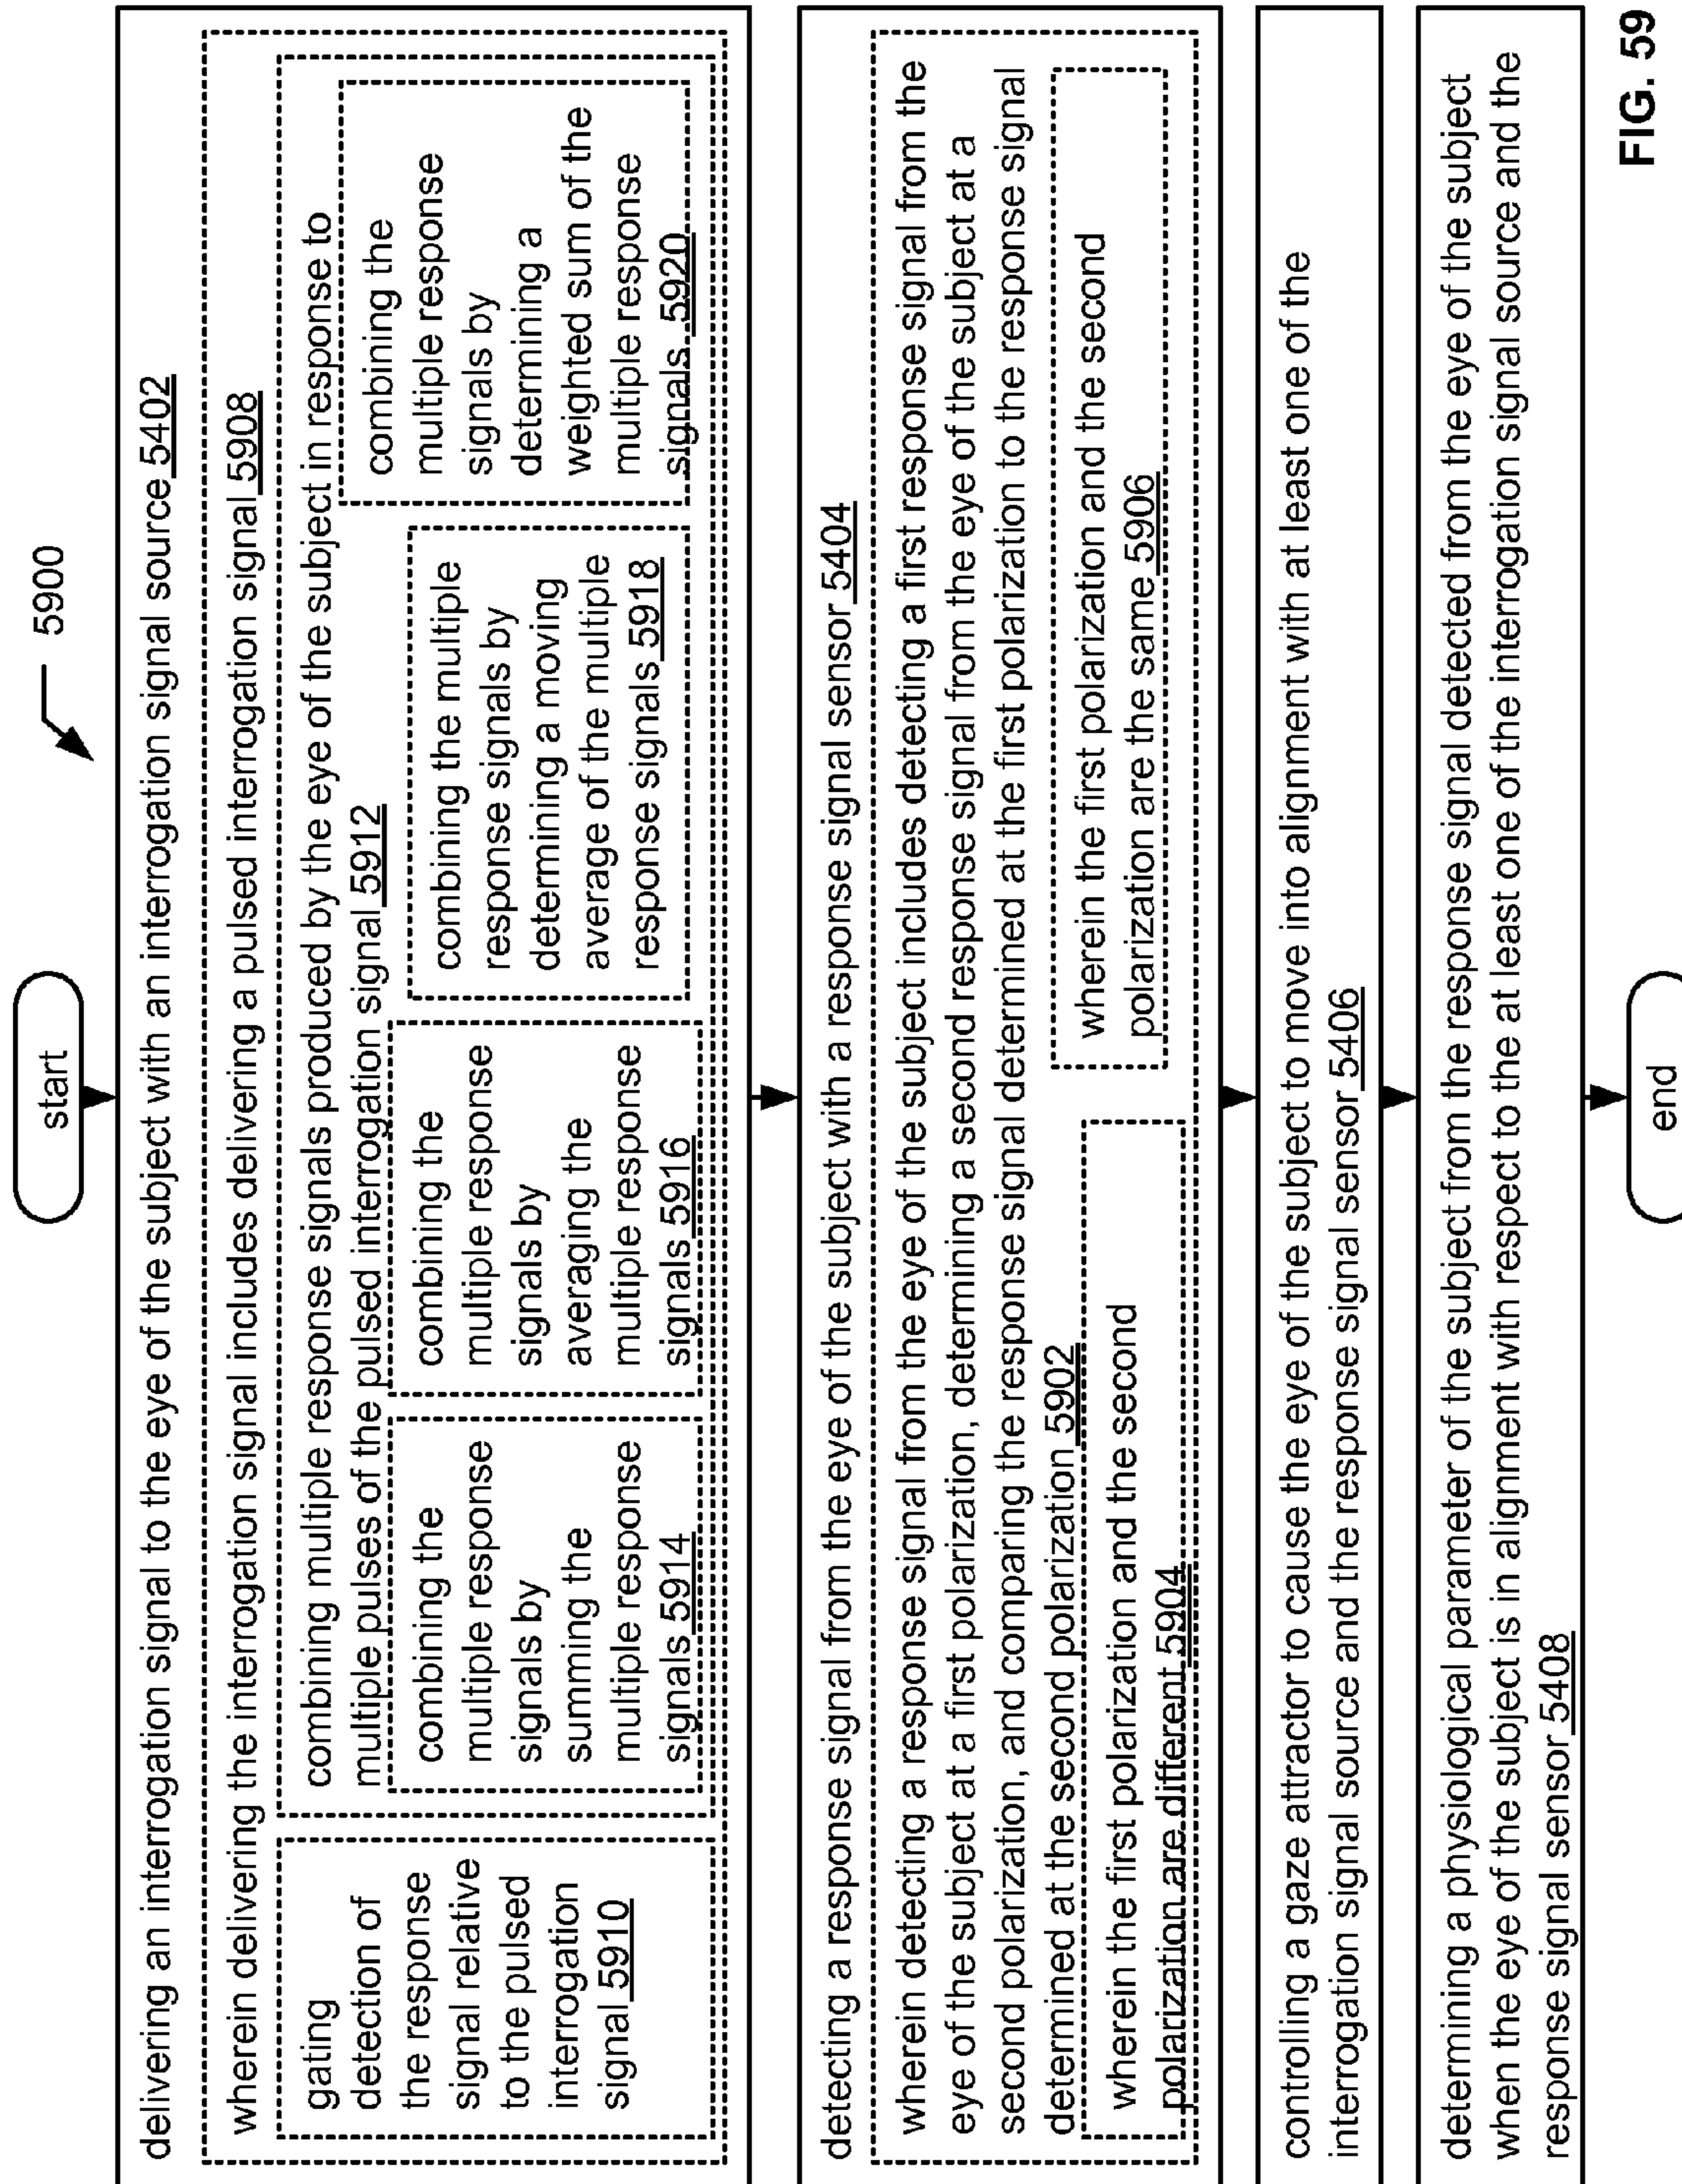 5900
start
delivering an interrogation signal to the eye of the subject with an interrogation signal source 5402
wherein delivering the interrogation signal includes delivering a pulsed interrogation signal 5908
gating
detection of
the response
signal relative
to the pulsed
interrogation
signal 5910
combining multiple response signals produced by the eye of the subject in response to
multiple pulses of the pulsed interrogation signal 5912
combining the
multiple response
signals by
summing the
multiple response
signals 5914
combining the
multiple response
signals by
averaging the
multiple response
signals 5916
combining the multiple
response signals by
determining a moving
average of the multiple
response signals 5918
combining the
multiple response
signals by
determining a
weighted sum of the
multiple response
signals 5920
detecting a response signal from the eye of the subject with a response signal sensor 5404
wherein detecting a response signal from the eye of the subject includes detecting a first response signal from the
eye of the subject at a first polarization, determining a second response signal from the eye of the subject at a
second polarization, and comparing the response signal determined at the first polarization to the response signal
determined at the second polarization 5902
wherein the first polarization and the second
polarization are different 5904
wherein the first polarization and the second
polarization are the same 5906
controlling a gaze attractor to cause the eye of the subject to move into alignment with at least one of the
interrogation signal source and the response signal sensor 5406
determining a physiological parameter of the subject from the response signal detected from the eye of the subject
when the eye of the subject is in alignment with respect to the at least one of the interrogation signal source and the
response signal sensor 5408
end
FIG. 59